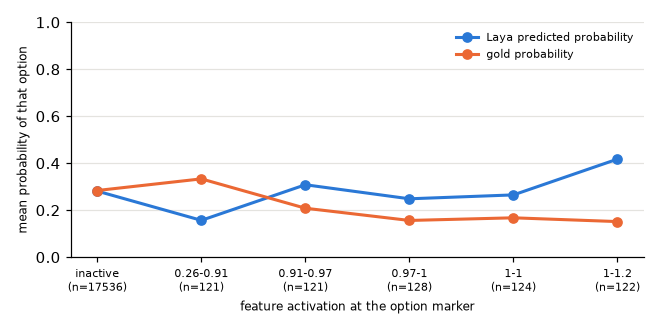 mean probability of that option
1.0
0.8
0.6
0.4
0.2
0.0
Laya predicted probability
gold probability
inactive
(n=17536)
0.26-0.91
(n=121)
0.91-0.97
(n=121)
0.97-1
(n=128)
1-1
(n=124)
1-1.2
(n=122)
feature activation at the option marker